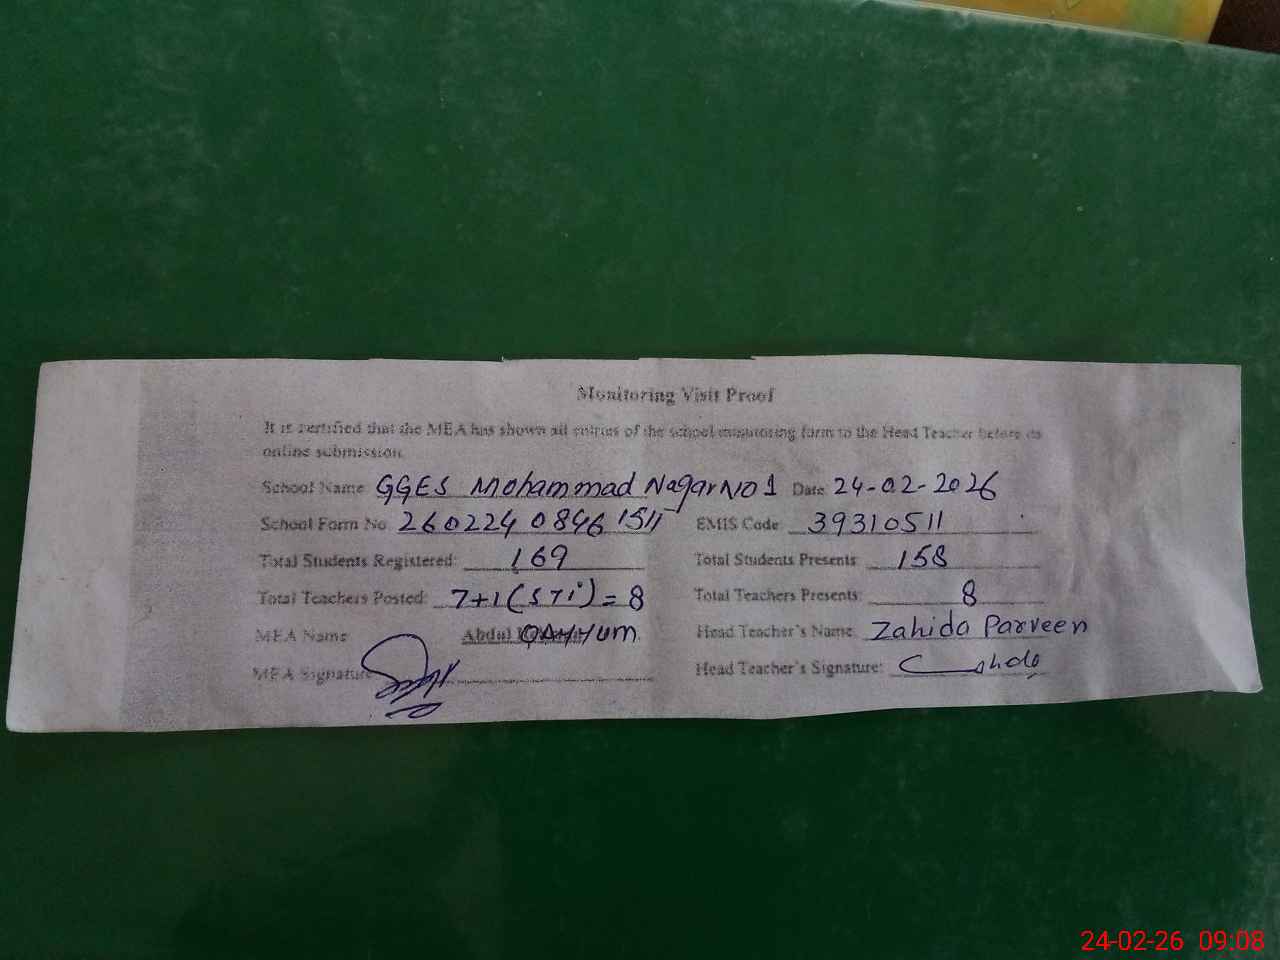 Monitoring Visit Proof
It is certified that the MEA has shown all entries of the school monitoring form to the Head Teacher before its
online submission.
School Name GGES Mohammad Nagar No 1 Date 24-02-2026
School Form No. 2602240846 1511 EMIS Code: 39310511
Total Students Registered: 169 Total Students Presents: 158
Total Teachers Posted: 7+1(STi)=8 Total Teachers Presents: 8
MEA Name Abdul QAYYUM Head Teacher's Name: Zahida Parveen
MEA Signature Head Teacher's Signature:
24-02-26 09:08